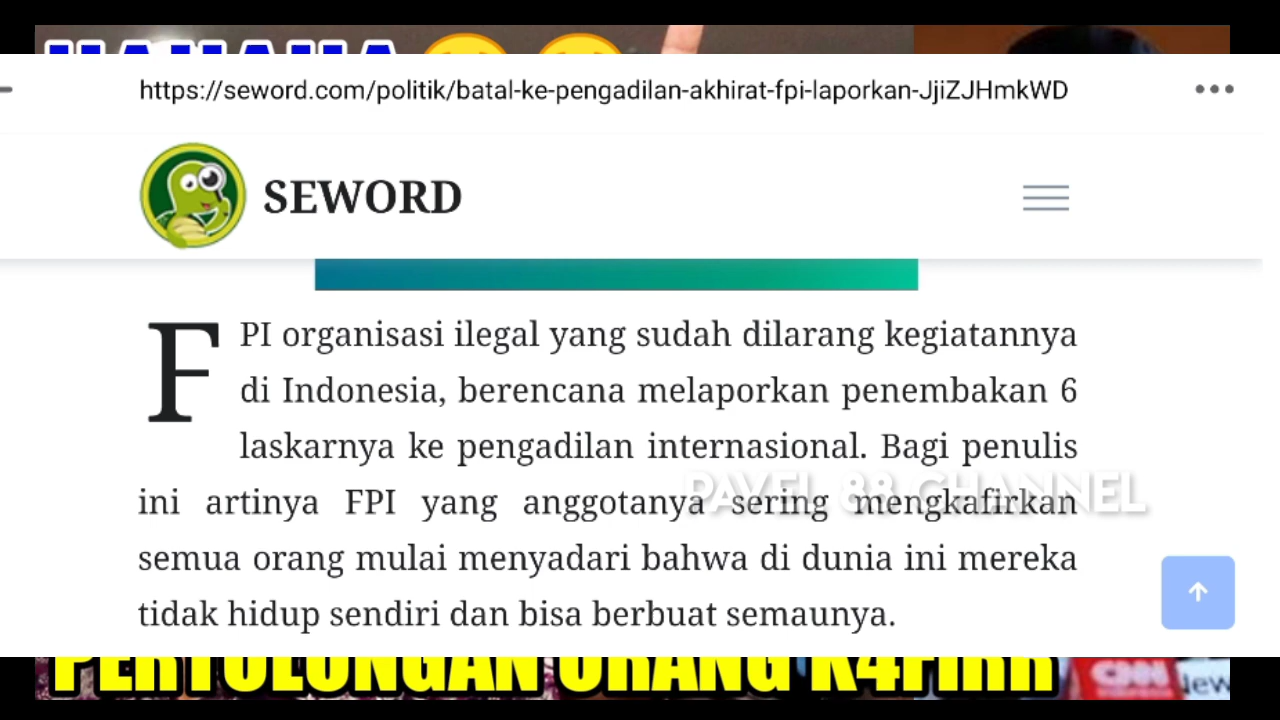 HAHAHA
https://seword.com/politik/batal-ke-pengadilan-akhirat-fpi-laporkan-JjiZJHmkWD
SEWORD
FPI organisasi ilegal yang sudah dilarang kegiatannya
di Indonesia, berencana melaporkan penembakan 6
laskarnya ke pengadilan internasional. Bagi penulis
ini artinya FPI yang anggotanya sering mengkafirkan
semua orang mulai menyadari bahwa di dunia ini mereka
tidak hidup sendiri dan bisa berbuat semaunya.
PAVEL 88 CHANNEL
PERTOLONGAN ORANG K4FIRR
CNN